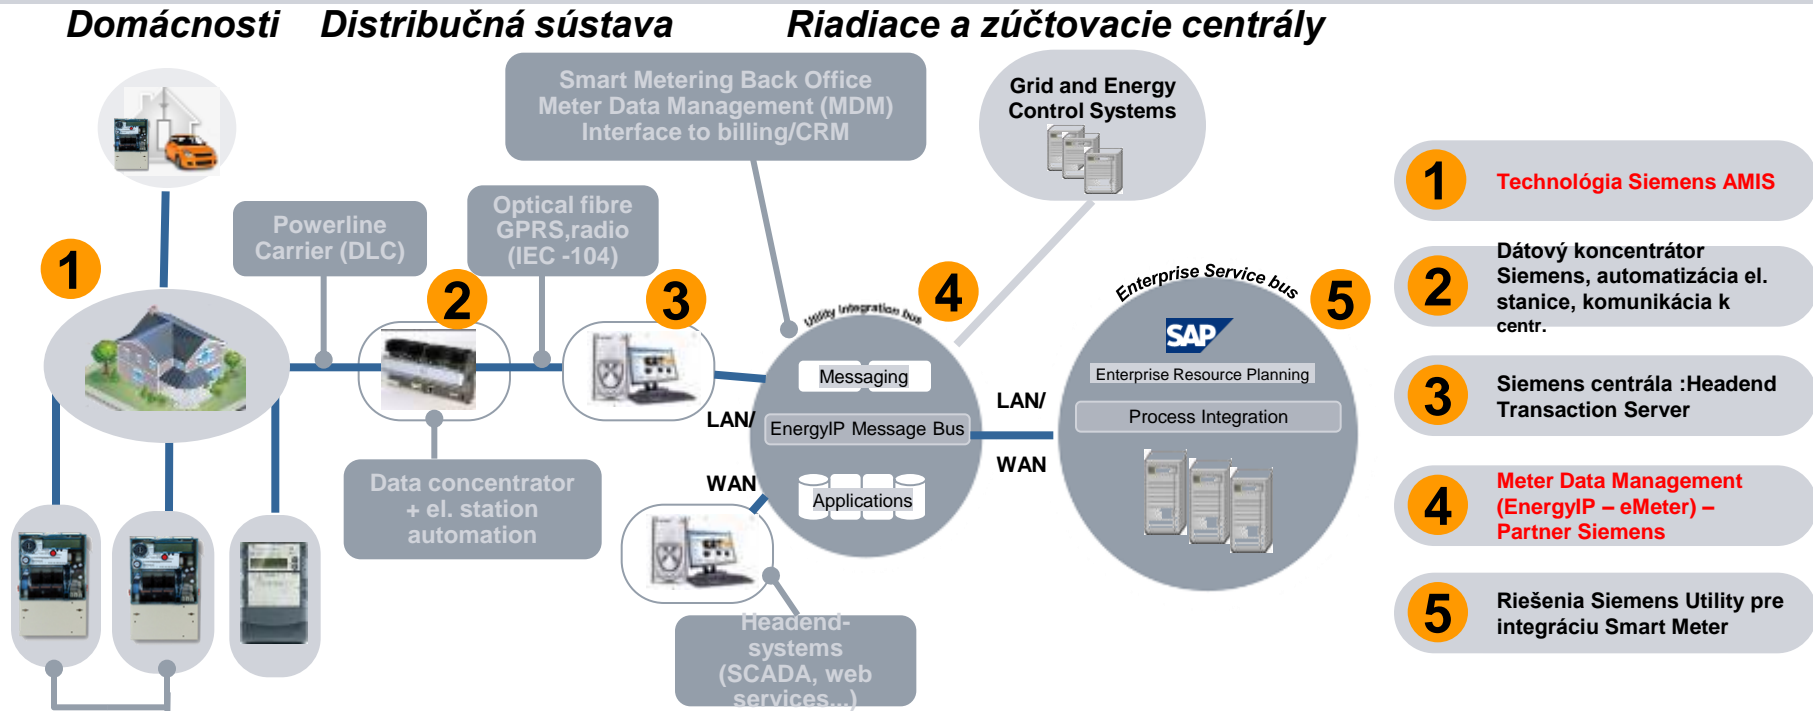 Domácnosti
Distribučná sústava
Riadiace a zúčtovacie centrály
Smart Metering Back Office
Meter Data Management (MDM)
Interface to billing/CRM
Grid and Energy
Control Systems
Powerline
Carrier (DLC)
Optical fibre
GPRS,radio
(IEC -104)
1
2
3
4
5
Utility Integration bus
Messaging
EnergyIP Message Bus
Applications
LAN/
WAN
LAN/
WAN
Enterprise Service bus
SAP
Enterprise Resource Planning
Process Integration
Data concentrator
+ el. station
automation
Headend-
systems
(SCADA, web
services...)
1
Technológia Siemens AMIS
2
Dátový koncentrátor
Siemens, automatizácia el.
stanice, komunikácia k
centr.
3
Siemens centrála :Headend
Transaction Server
4
Meter Data Management
(EnergyIP – eMeter) –
Partner Siemens
5
Riešenia Siemens Utility pre
integráciu Smart Meter